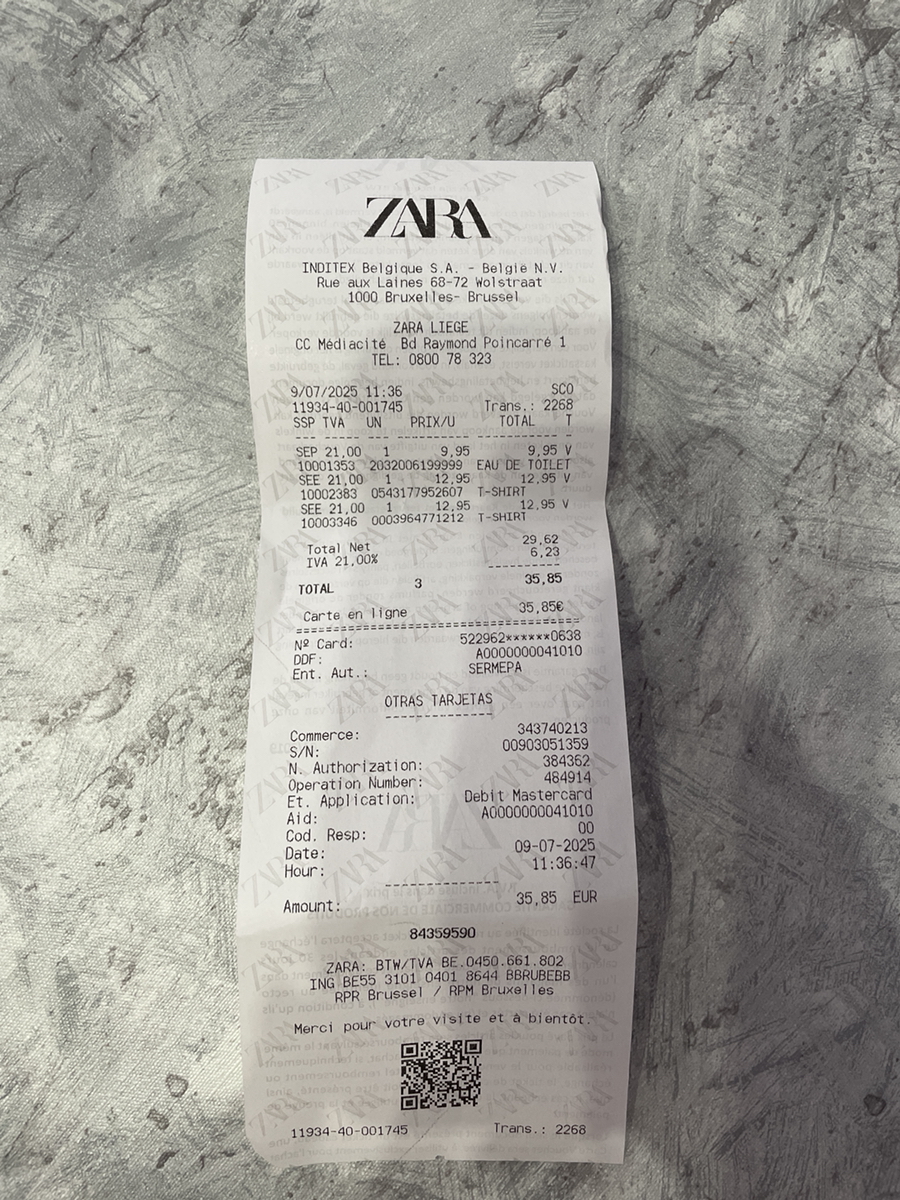 ZARA
INDITEX Belgique S.A. - Belgie N.V.
Rue aux Laines 68-72 Wolstraat
1000 Bruxelles- Brussel
ZARA LIEGE
CC Médiacité Bd Raymond Poincarré 1
TEL: 0800 78 323
9/07/2025 11:36 SCO
11934-40-001745 Trans.: 2268
SSP TVA UN PRIX/U TOTAL T
--- ------ ---- ---------- ----------- -
SEP 21,00 1 9,95 9,95 V
10001353 2032006199999 EAU DE TOILET
SEE 21,00 1 12,95 12,95 V
10002383 0543177952607 T-SHIRT
SEE 21,00 1 12,95 12,95 V
10003346 0003964771212 T-SHIRT
Total Net 29,62
IVA 21,00% 6,23
----------
TOTAL 3 35,85
Carte en ligne 35,85€
========================================
Nº Card: 522962******0638
DDF: A0000000041010
Ent. Aut.: SERMEPA
OTRAS TARJETAS
--------------
Commerce: 343740213
S/N: 00903051359
N. Authorization: 384362
Operation Number: 484914
Et. Application: Debit Mastercard
Aid: A0000000041010
Cod. Resp: 00
Date: 09-07-2025
Hour: 11:36:47
--------------
Amount: 35,85 EUR
84359590
ZARA: BTW/TVA BE.0450.661.802
ING BE55 3101 0401 8644 BBRUBEBB
RPR Brussel / RPM Bruxelles
Merci pour votre visite et à bientôt.
11934-40-001745 Trans.: 2268